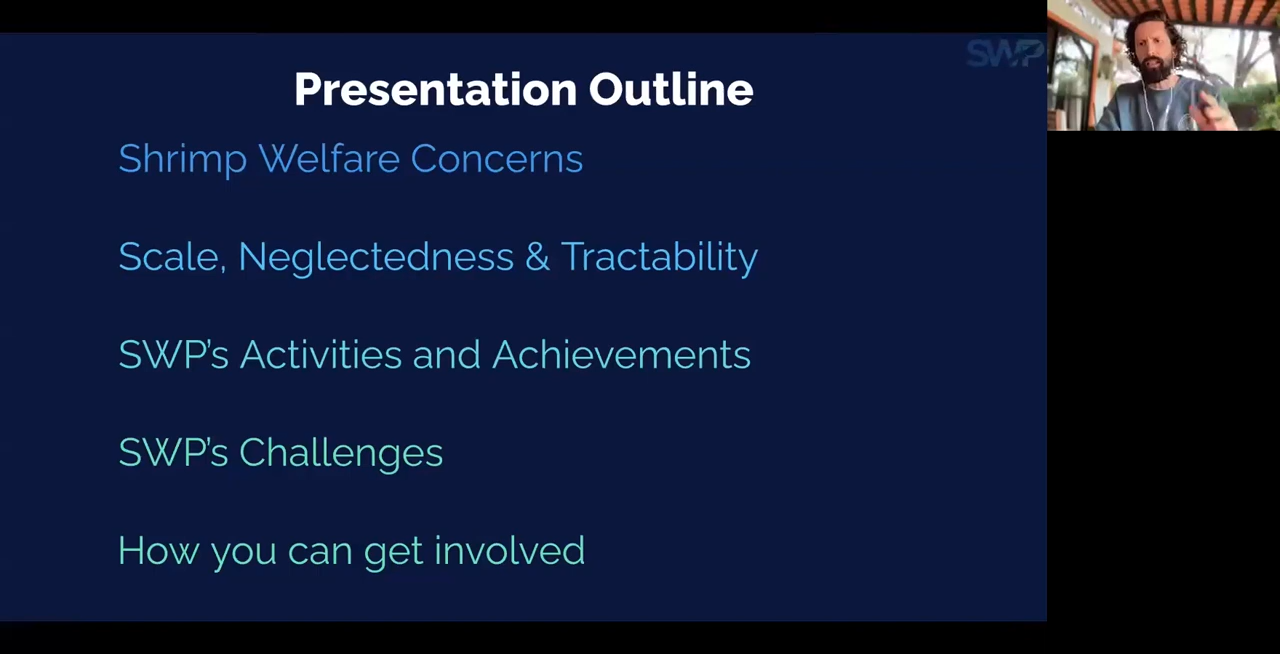 SWP
Presentation Outline
Shrimp Welfare Concerns
Scale, Neglectedness & Tractability
SWP's Activities and Achievements
SWP's Challenges
How you can get involved